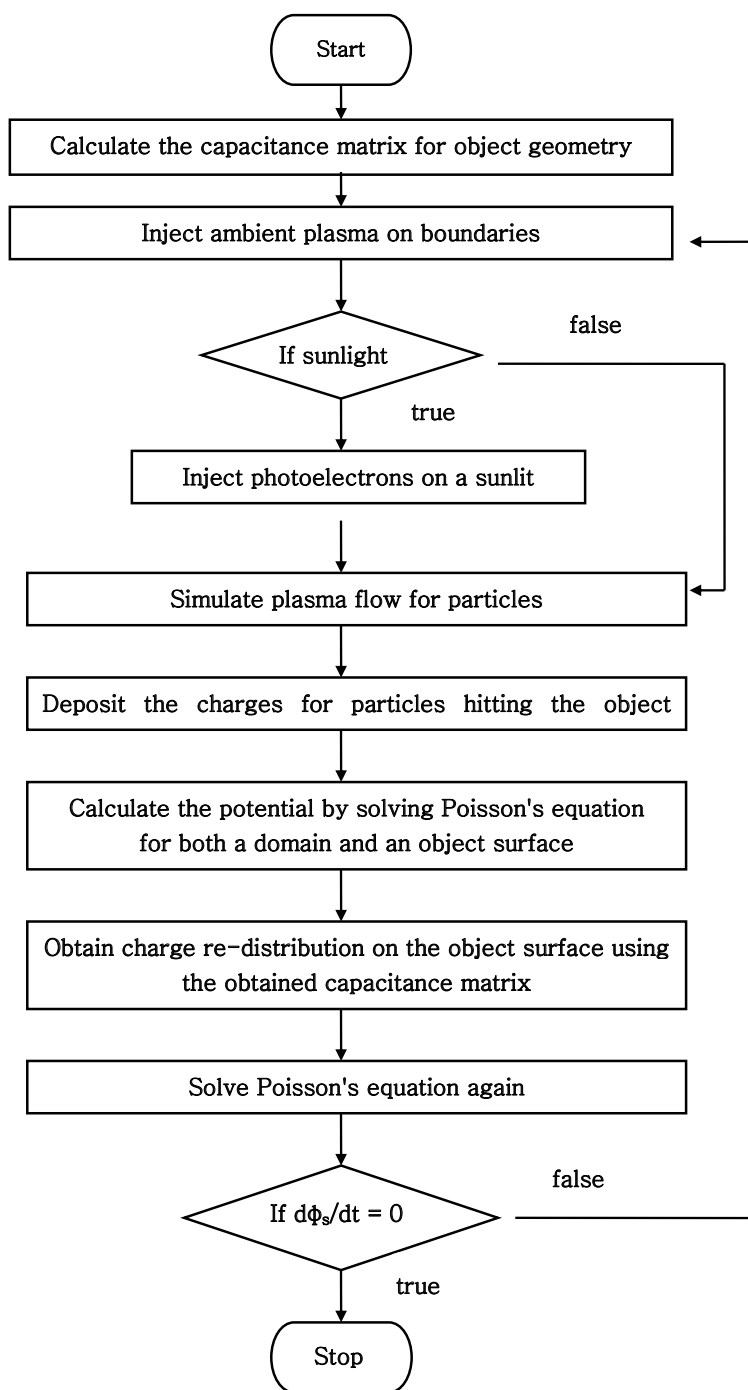 Start
Calculate the capacitance matrix for object geometry
Inject ambient plasma on boundaries
false
If sunlight
true
Inject photoelectrons on a sunlit
Simulate plasma flow for particles
Deposit the charges for particles hitting the object
Calculate the potential by solving Poisson's equation
for both a domain and an object surface
Obtain charge re-distribution on the object surface using
the obtained capacitance matrix
Solve Poisson's equation again
false
If dϕₛ/dt = 0
true
Stop